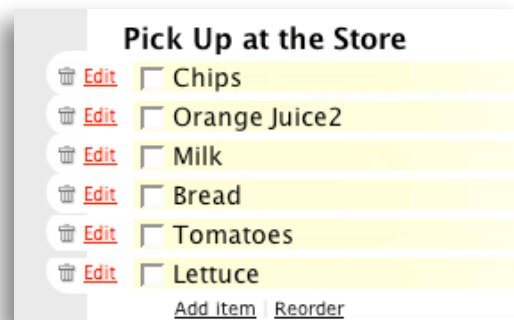 Pick Up at the Store
Edit Chips
Edit Orange Juice2
Edit Milk
Edit Bread
Edit Tomatoes
Edit Lettuce
Add item Reorder